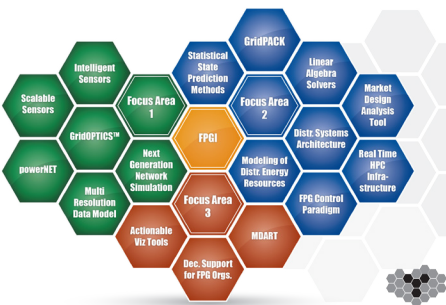 GridPACK
Statistical
State
Prediction
Methods
Linear
Algebra
Solvers
Intelligent
Sensors
Focus Area
1
Focus Area
2
Market
Design
Analysis
Tool
Scalable
Sensors
GridOPTICS™
FPGI
Distr. Systems
Architecture
Next
Generation
Network
Simulation
Modeling of
Distr. Energy
Resources
Real Time
HPC
Infra-
structure
powerNET
Multi
Resolution
Data Model
Focus Area
3
FPG Control
Paradigm
Actionable
Viz Tools
MDART
Dec. Support
for FPG Orgs.